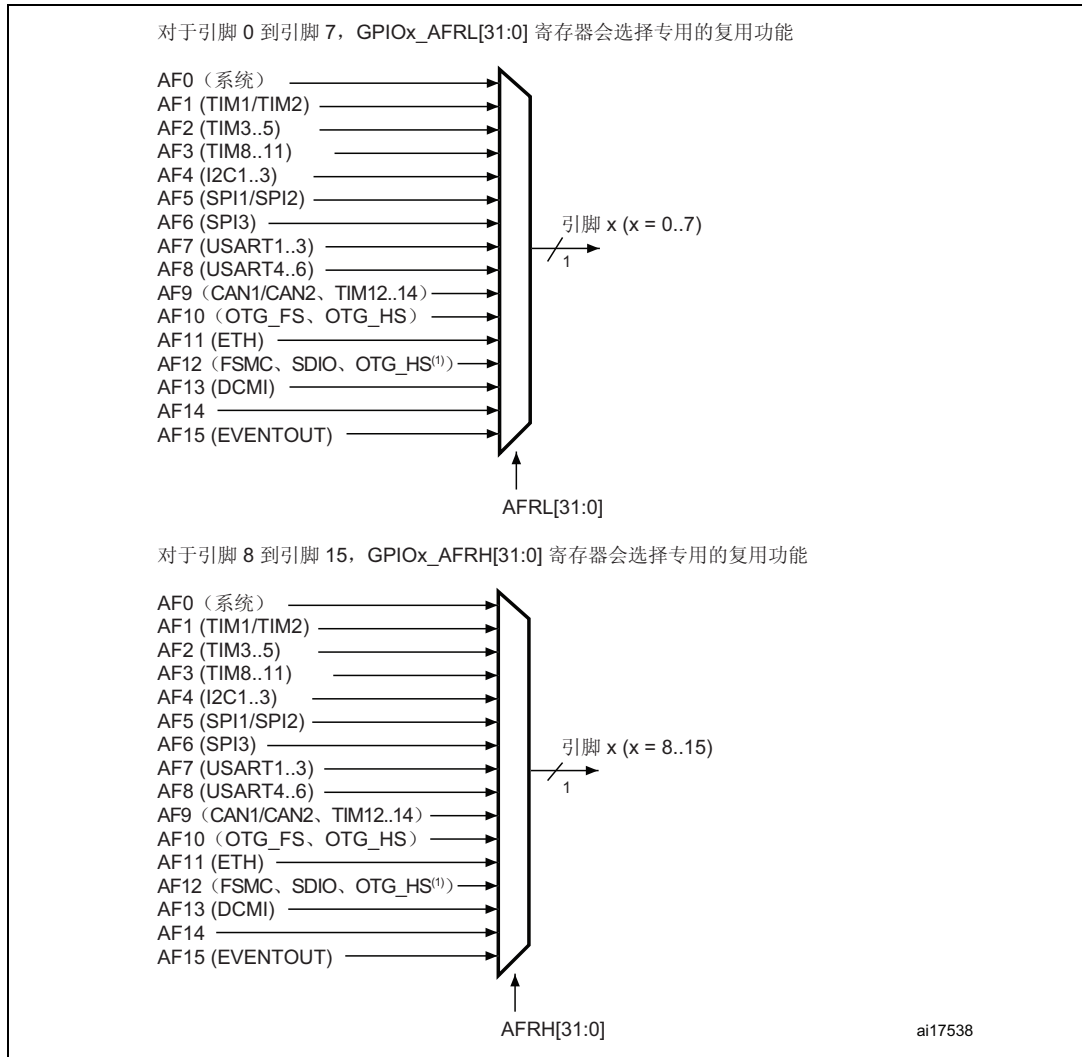 对于引脚 0 到引脚 7，GPIOx_AFRL[31:0] 寄存器会选择专用的复用功能
AF0（系统）
AF1 (TIM1/TIM2)
AF2 (TIM3..5)
AF3 (TIM8..11)
AF4 (I2C1..3)
AF5 (SPI1/SPI2)
AF6 (SPI3)
AF7 (USART1..3)
AF8 (USART4..6)
AF9（CAN1/CAN2、TIM12..14）
AF10（OTG_FS、OTG_HS）
AF11 (ETH)
AF12（FSMC、SDIO、OTG_HS(1)）
AF13 (DCMI)
AF14
AF15 (EVENTOUT)
引脚 x (x = 0..7)
1
AFRL[31:0]
对于引脚 8 到引脚 15，GPIOx_AFRH[31:0] 寄存器会选择专用的复用功能
AF0（系统）
AF1 (TIM1/TIM2)
AF2 (TIM3..5)
AF3 (TIM8..11)
AF4 (I2C1..3)
AF5 (SPI1/SPI2)
AF6 (SPI3)
AF7 (USART1..3)
AF8 (USART4..6)
AF9（CAN1/CAN2、TIM12..14）
AF10（OTG_FS、OTG_HS）
AF11 (ETH)
AF12（FSMC、SDIO、OTG_HS(1)）
AF13 (DCMI)
AF14
AF15 (EVENTOUT)
引脚 x (x = 8..15)
1
AFRH[31:0]
ai17538